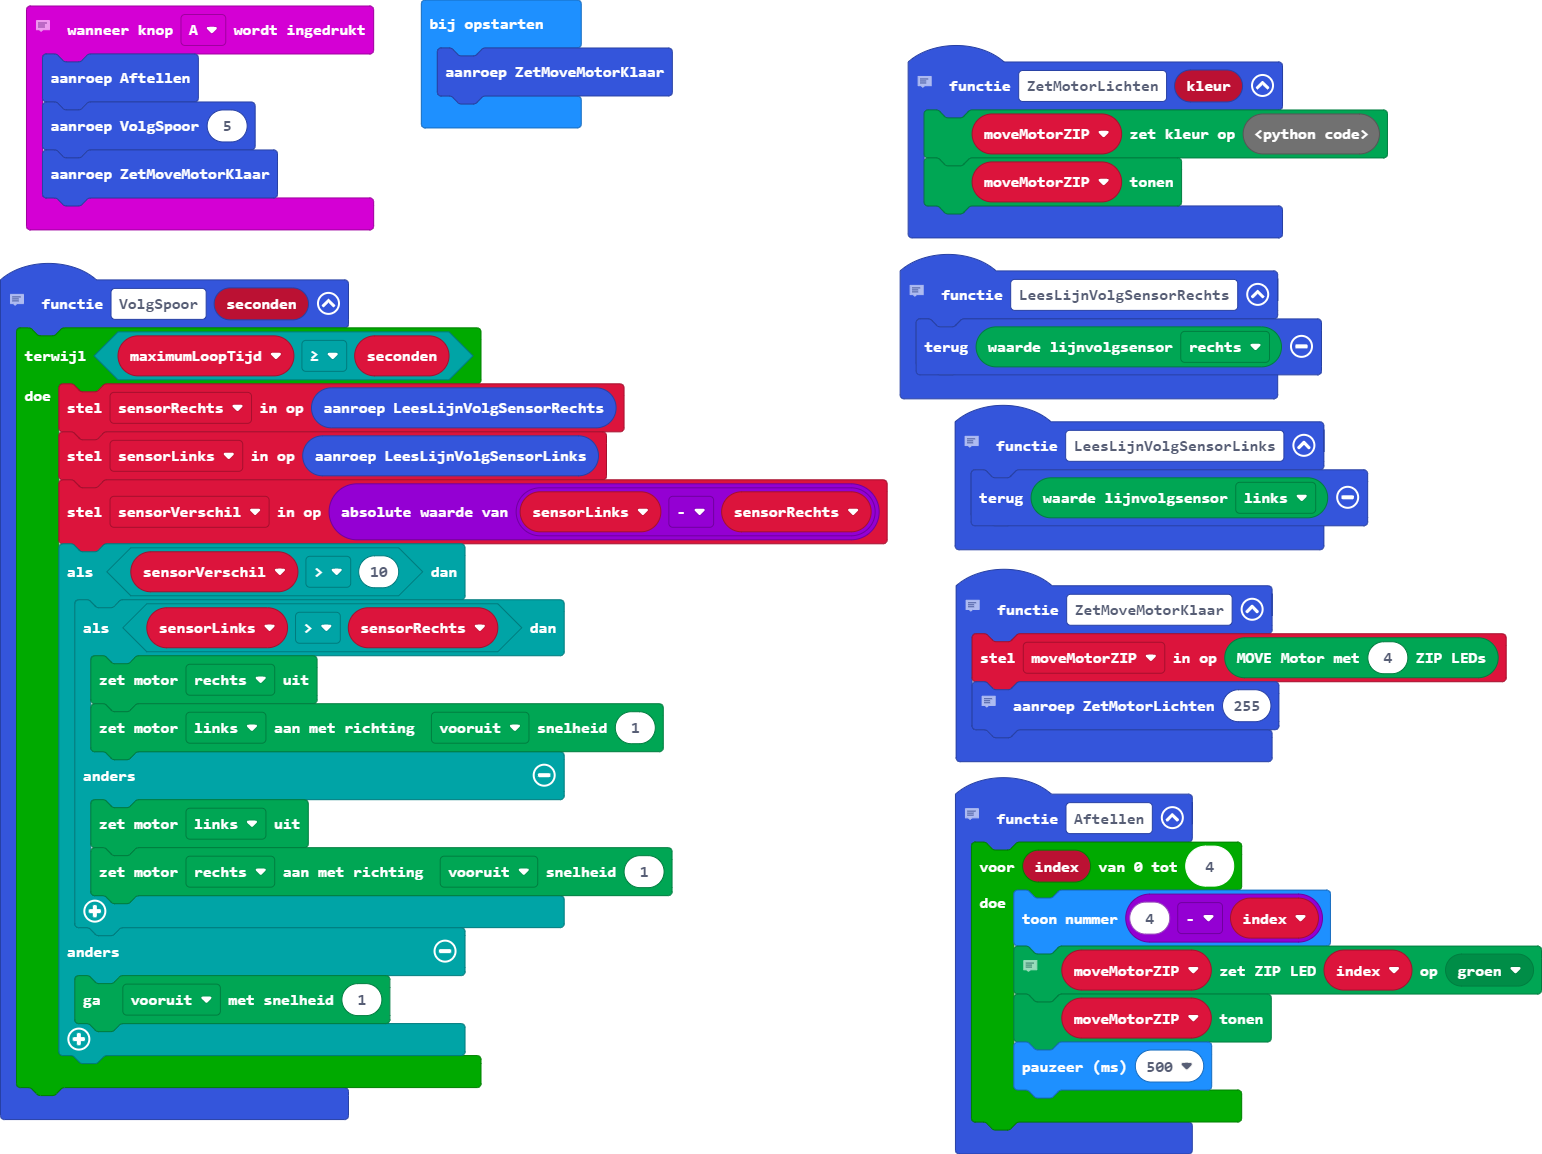 wanneer knop A wordt ingedrukt
aanroep Aftellen
aanroep VolgSpoor 5
aanroep ZetMoveMotorKlaar
bij opstarten
aanroep ZetMoveMotorKlaar
functie ZetMotorLichten kleur
moveMotorZIP zet kleur op <python code>
moveMotorZIP tonen
functie VolgSpoor seconden
terwijl maximumLoopTijd ≥ seconden
doe
stel sensorRechts in op aanroep LeesLijnVolgSensorRechts
stel sensorLinks in op aanroep LeesLijnVolgSensorLinks
stel sensorVerschil in op absolute waarde van sensorLinks - sensorRechts
als sensorVerschil > 10 dan
als sensorLinks > sensorRechts dan
zet motor rechts uit
zet motor links aan met richting vooruit snelheid 1
anders
zet motor links uit
zet motor rechts aan met richting vooruit snelheid 1
anders
ga vooruit met snelheid 1
functie LeesLijnVolgSensorRechts
terug waarde lijnvolgsensor rechts
functie LeesLijnVolgSensorLinks
terug waarde lijnvolgsensor links
functie ZetMoveMotorKlaar
stel moveMotorZIP in op MOVE Motor met 4 ZIP LEDs
aanroep ZetMotorLichten 255
functie Aftellen
voor index van 0 tot 4
doe
toon nummer 4 - index
moveMotorZIP zet ZIP LED index op groen
moveMotorZIP tonen
pauzeer (ms) 500